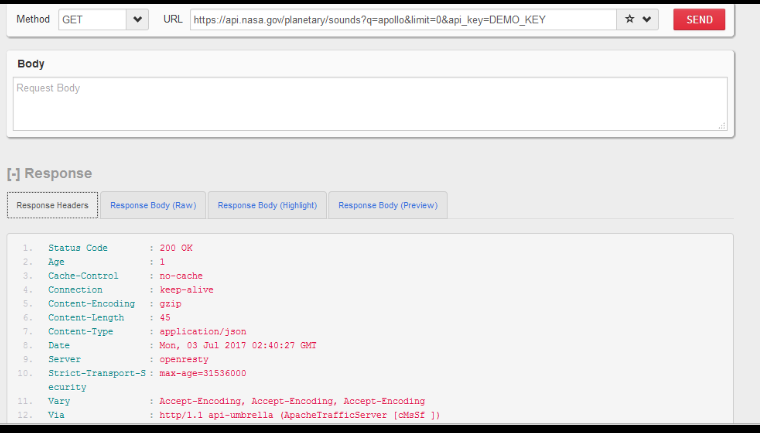 Method GET URL https://api.nasa.gov/planetary/sounds?q=apollo&limit=0&api_key=DEMO_KEY SEND
Body
Request Body
[-] Response
Response Headers Response Body (Raw) Response Body (Highlight) Response Body (Preview)
1. Status Code : 200 OK
2. Age : 1
3. Cache-Control : no-cache
4. Connection : keep-alive
5. Content-Encoding : gzip
6. Content-Length : 45
7. Content-Type : application/json
8. Date : Mon, 03 Jul 2017 02:40:27 GMT
9. Server : openresty
10. Strict-Transport-S : max-age=31536000
ecurity
11. Vary : Accept-Encoding, Accept-Encoding, Accept-Encoding
12. Via : http/1.1 api-umbrella (ApacheTrafficServer [cMsSf ])